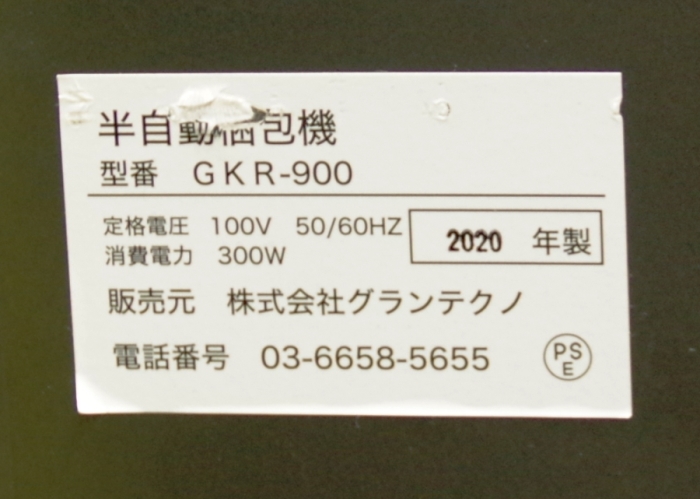 半自動梱包機
型番 GKR-900
定格電圧 100V 50/60HZ
消費電力 300W
2020 年製
販売元 株式会社グランテクノ
電話番号 03-6658-5655
PSE